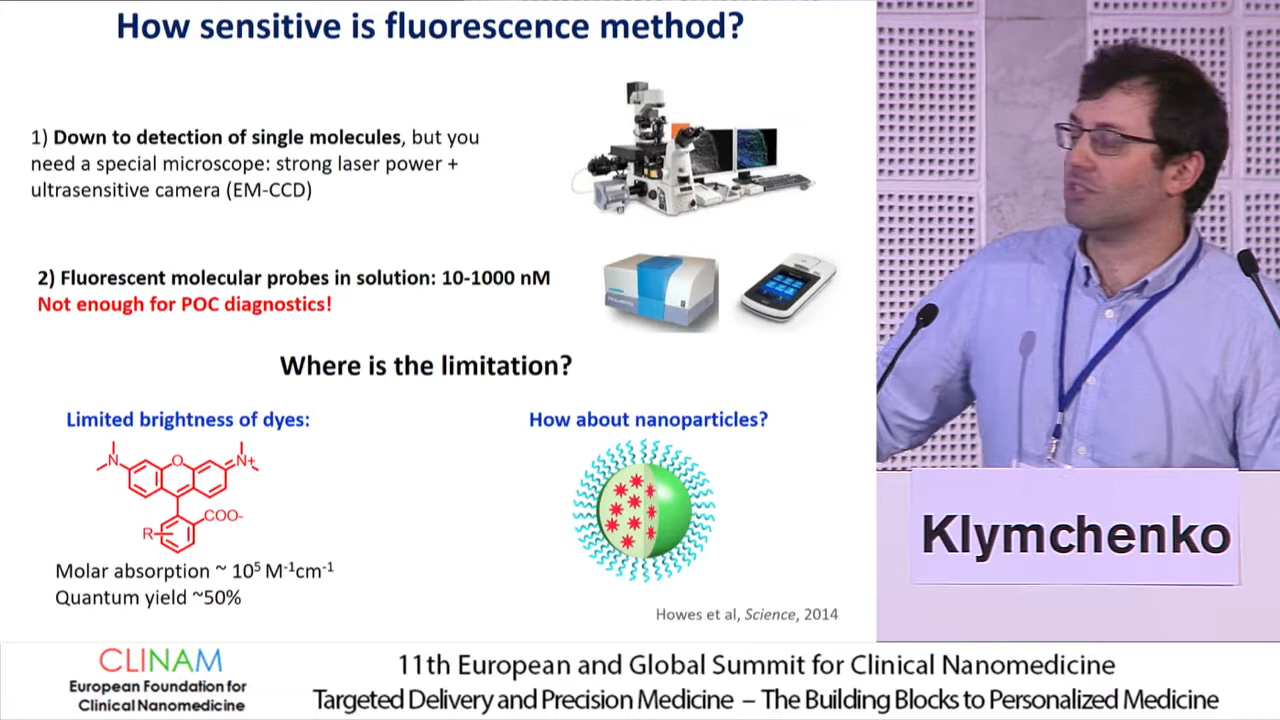 How sensitive is fluorescence method?
1) Down to detection of single molecules, but you
need a special microscope: strong laser power +
ultrasensitive camera (EM-CCD)
2) Fluorescent molecular probes in solution: 10-1000 nM
Not enough for POC diagnostics!
Where is the limitation?
Limited brightness of dyes:
N
O
N+
COO-
R
Molar absorption ~ 10⁵ M⁻¹cm⁻¹
Quantum yield ~50%
How about nanoparticles?
Howes et al, Science, 2014
Klymchenko
CLINAM
European Foundation for
Clinical Nanomedicine
11th European and Global Summit for Clinical Nanomedicine
Targeted Delivery and Precision Medicine – The Building Blocks to Personalized Medicine